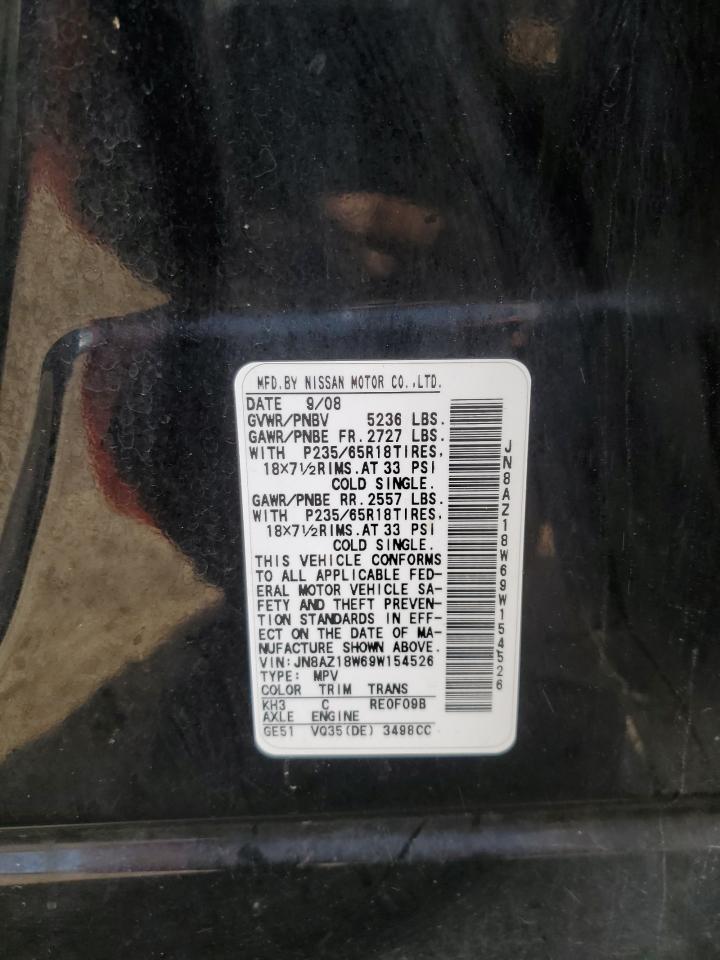 MFD.BY NISSAN MOTOR CO.,LTD.
DATE 9/08
GVWR/PNBV 5236 LBS.
GAWR/PNBE FR.2727 LBS.
WITH P235/65R18TIRES,
18×7½RIMS.AT 33 PSI
COLD SINGLE.
GAWR/PNBE RR.2557 LBS.
WITH P235/65R18TIRES,
18×7½RIMS.AT 33 PSI
COLD SINGLE.
THIS VEHICLE CONFORMS
TO ALL APPLICABLE FED-
ERAL MOTOR VEHICLE SA-
FETY AND THEFT PREVEN-
TION STANDARDS IN EFF-
ECT ON THE DATE OF MA-
NUFACTURE SHOWN ABOVE.
VIN:JN8AZ18W69W154526
TYPE: MPV
COLOR TRIM TRANS
KH3 C RE0F09B
AXLE ENGINE
GE51 VQ35(DE) 3498CC
JN8AZ18W69W154526